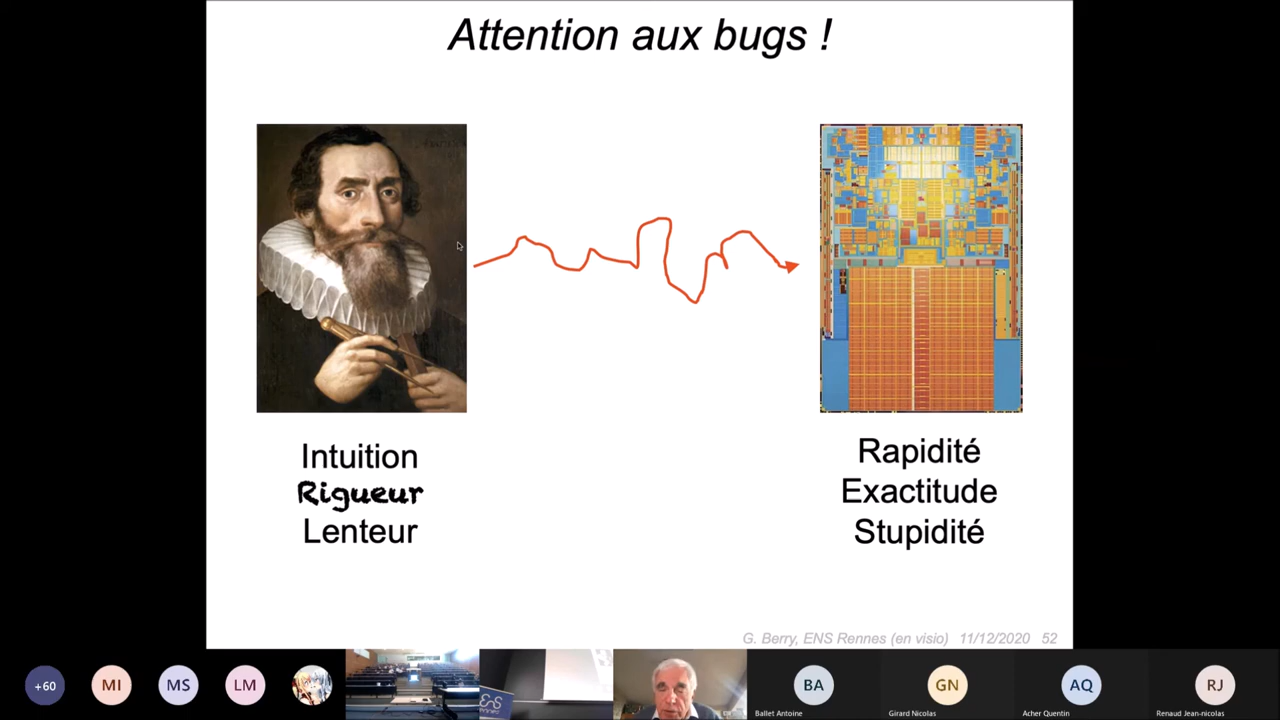 Attention aux bugs !
Intuition
Rigueur
Lenteur
Rapidité
Exactitude
Stupidité
G. Berry, ENS Rennes (en visio) 11/12/2020 52
+60
MI
MS
LM
ens
BA
GN
AQ
RJ
Ballet Antoine
Girard Nicolas
Acher Quentin
Renaud Jean-nicolas